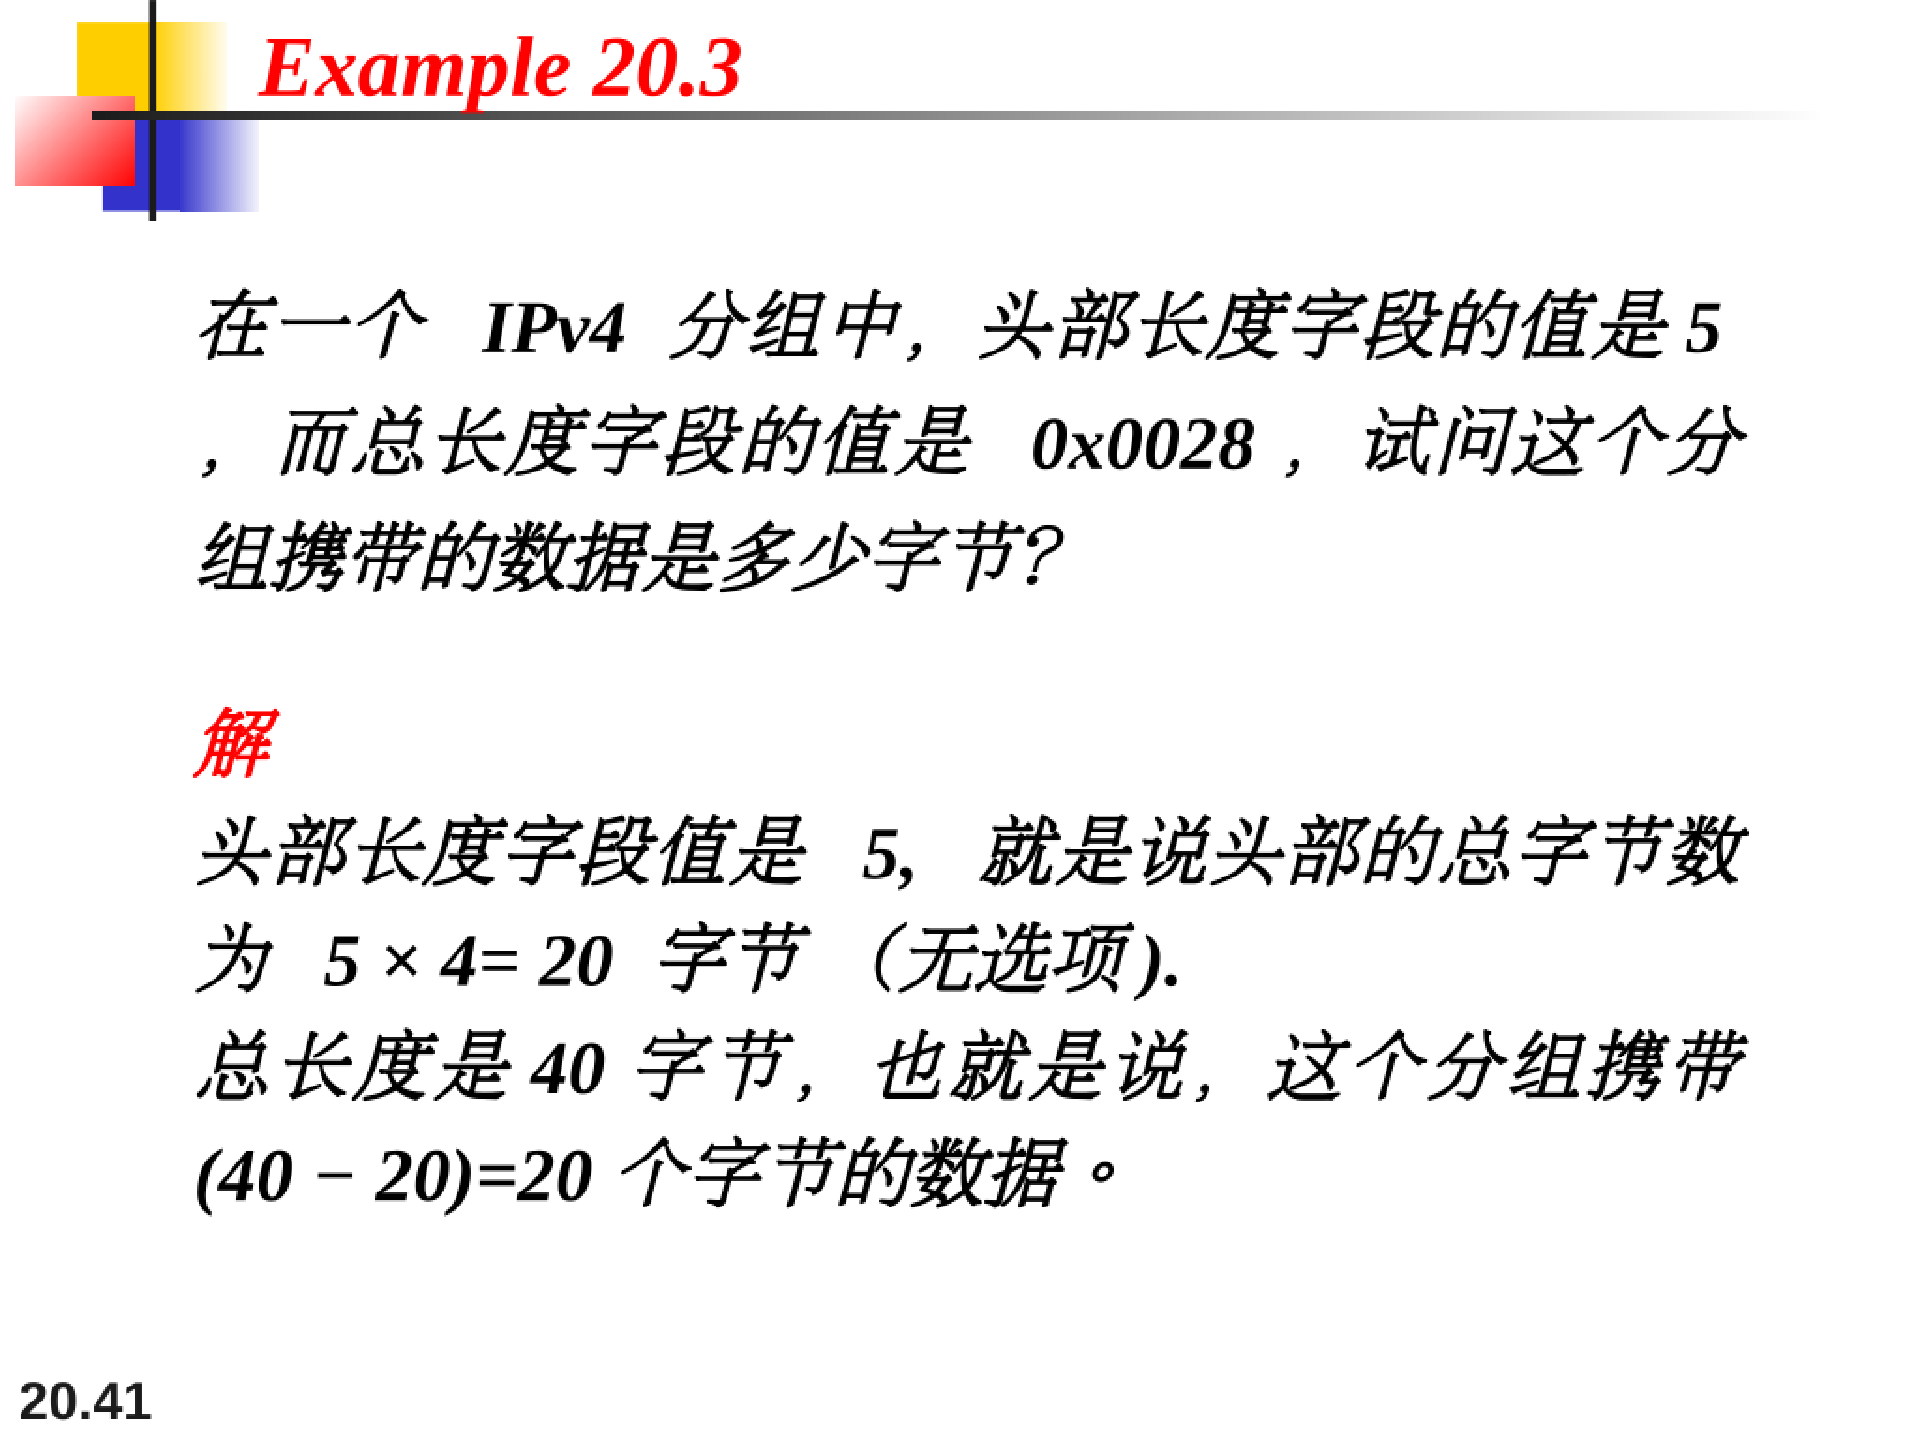 Example 20.3
在一个 IPv4 分组中，头部长度字段的值是5
，而总长度字段的值是 0x0028，试问这个分
组携带的数据是多少字节？
解
头部长度字段值是 5, 就是说头部的总字节数
为 5 × 4= 20 字节（无选项).
总长度是40字节，也就是说，这个分组携带
(40 − 20)=20个字节的数据。
20.41